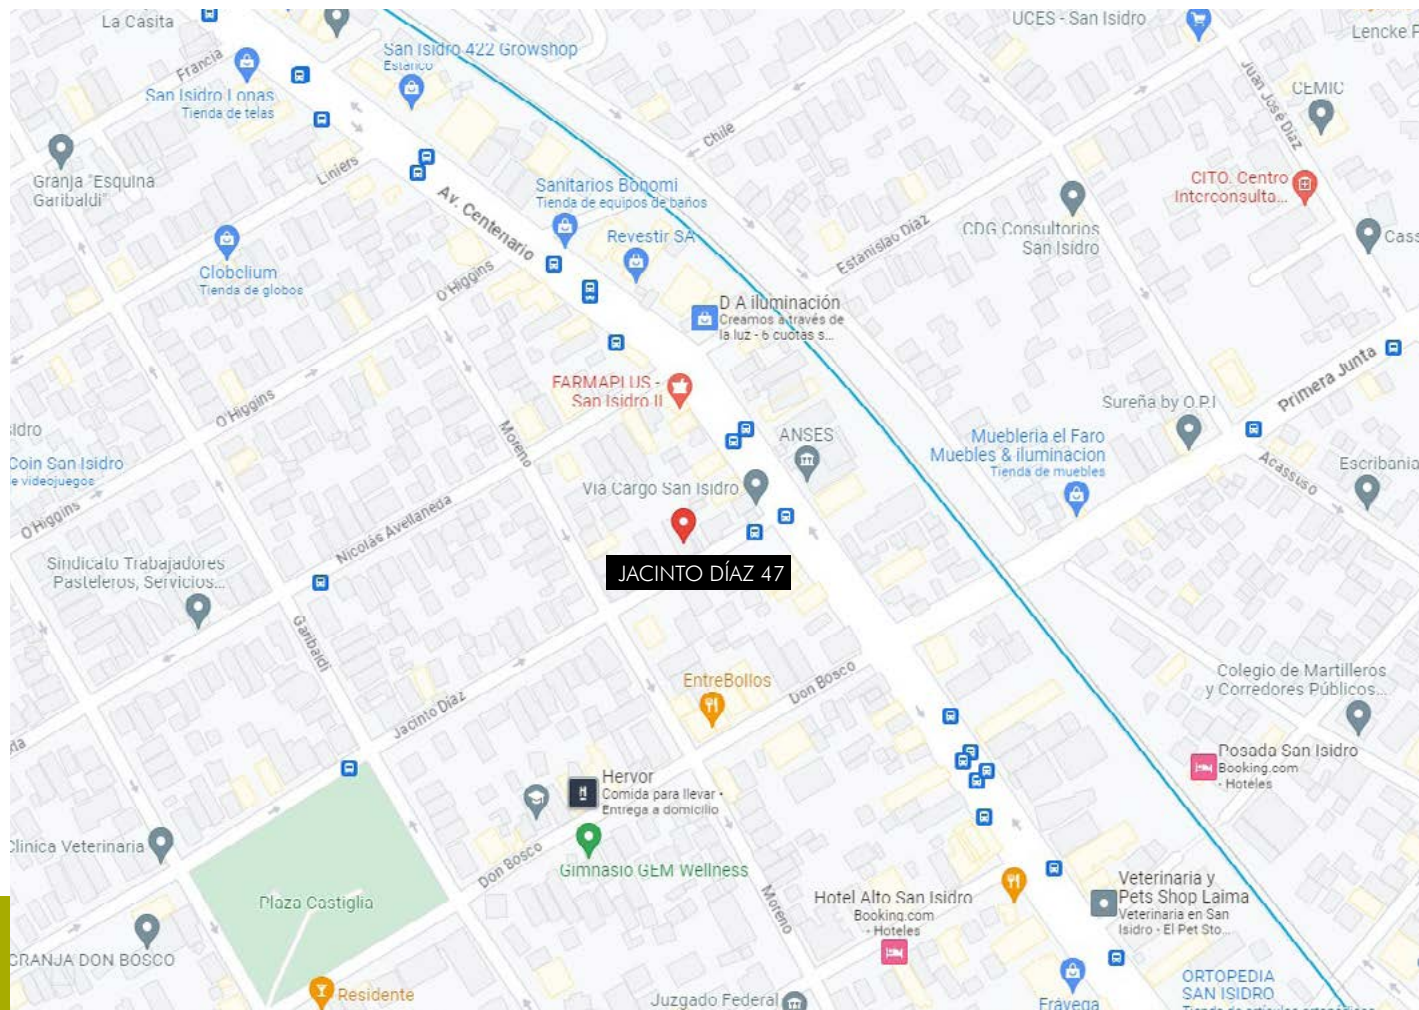 La Casita
UCES - San Isidro
Lencke F
San Isidro 422 Growshop
Estanco
Francia
San Isidro Lonas
Tienda de telas
Juan José Díaz
CEMIC
Chile
Liniers
Granja "Esquina
Garibaldi"
Sanitarios Bonomi
Tienda de equipos de baños
CITO. Centro
Interconsulta...
Av. Centenario
Revestir SA
Estanislao Díaz
CDG Consultorios
San Isidro
Cass
Globelium
Tienda de globos
O'Higgins
D A iluminación
Creamos a través de
la luz - 6 cuotas s...
Primera Junta
FARMAPLUS -
San Isidro II
O'Higgins
Sureña by O.P.I
Moreno
ANSES
Muebleria el Faro
Muebles & iluminacion
Tienda de muebles
Acassuso
Escribania
sidro
Coin San Isidro
e videojuegos
Via Cargo San Isidro
O'Higgins
Nicolás Avellaneda
Sindicato Trabajadores
Pasteleros, Servicios...
JACINTO DÍAZ 47
Garibaldi
Jacinto Díaz
EntreBollos
Don Bosco
Colegio de Martilleros
y Corredores Públicos...
Posada San Isidro
Booking.com
- Hoteles
Hervor
Comida para llevar •
Entrega a domicilio
Clinica Veterinaria
Don Bosco
Gimnasio GEM Wellness
Plaza Castiglia
Moreno
Hotel Alto San Isidro
Booking.com
- Hoteles
Veterinaria y
Pets Shop Laima
Veterinaria en San
Isidro - El Pet Sto...
GRANJA DON BOSCO
Residente
Juzgado Federal
Frávega
ORTOPEDIA
SAN ISIDRO